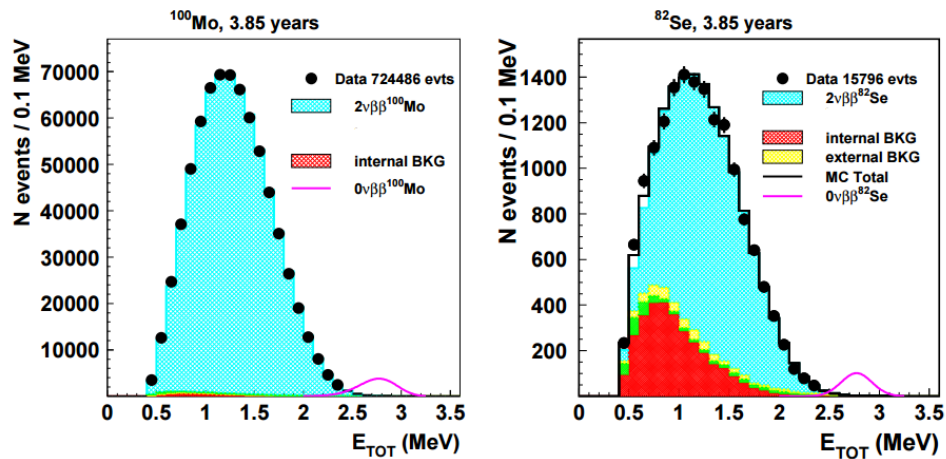 ¹⁰⁰Mo, 3.85 years
N events / 0.1 MeV
70000
60000
50000
40000
30000
20000
10000
Data 724486 evts
2νββ¹⁰⁰Mo
internal BKG
0νββ¹⁰⁰Mo
0 0.5 1 1.5 2 2.5 3 3.5
E_TOT (MeV)
⁸²Se, 3.85 years
N events / 0.1 MeV
1400
1200
1000
800
600
400
200
Data 15796 evts
2νββ⁸²Se
internal BKG
external BKG
MC Total
0νββ⁸²Se
0 0.5 1 1.5 2 2.5 3 3.5
E_TOT (MeV)